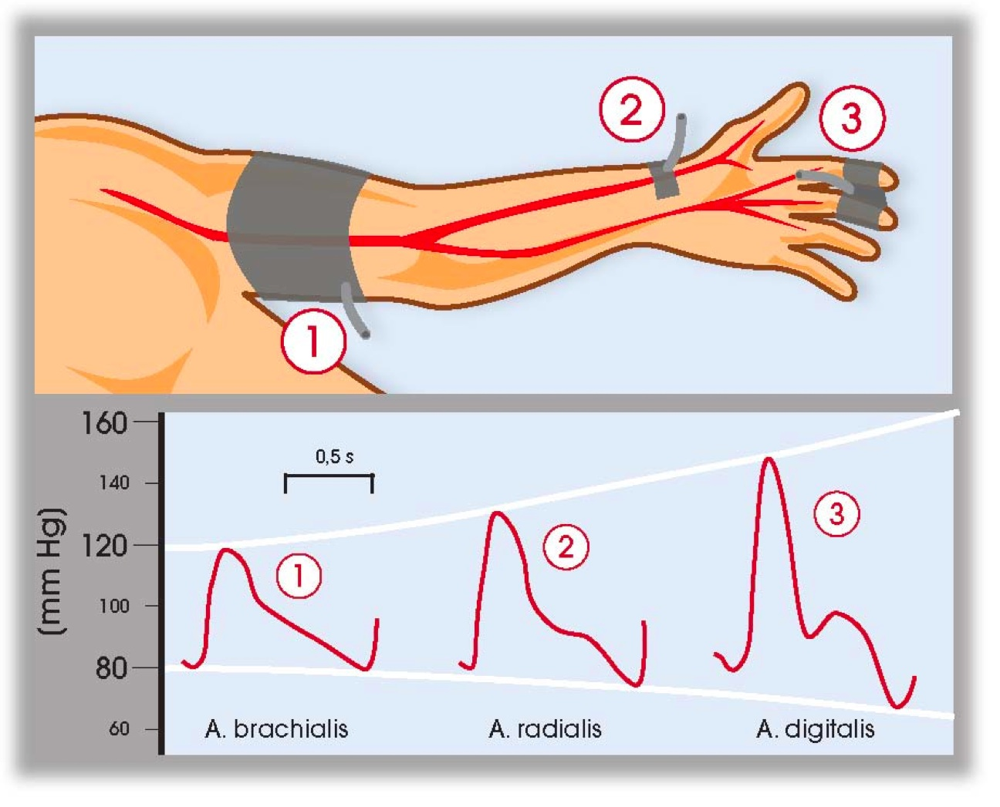 2
3
1
160
140
120
100
80
60
(mm Hg)
0,5 s
1
2
3
A. brachialis
A. radialis
A. digitalis